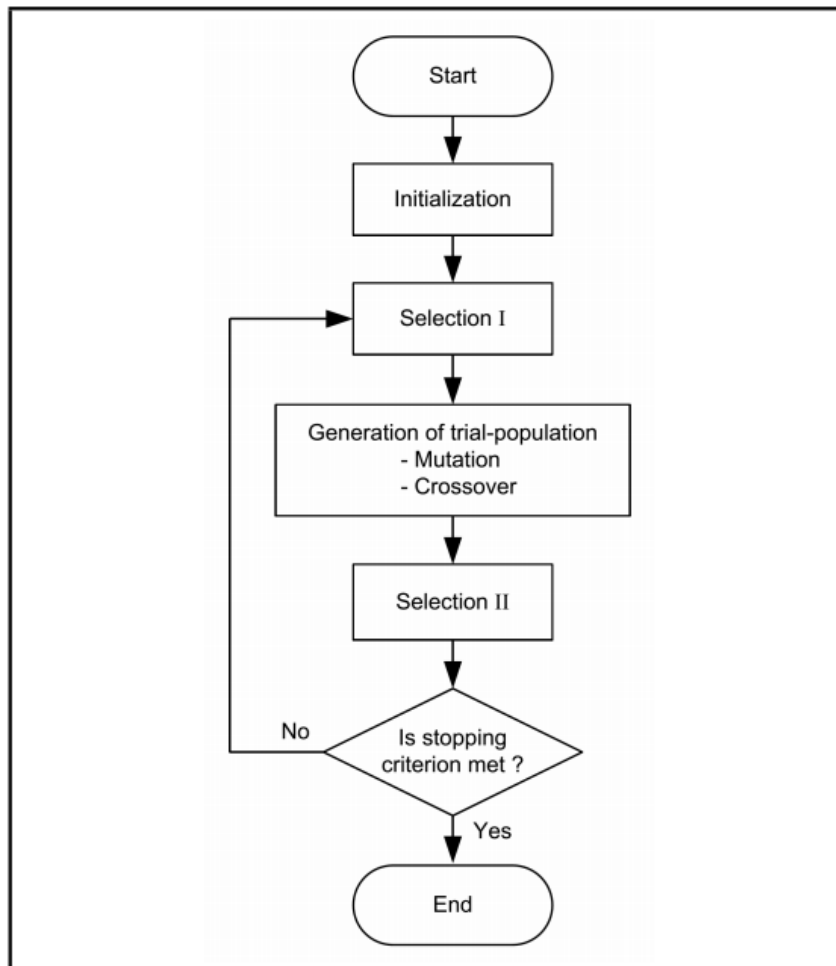 Start
Initialization
Selection I
Generation of trial-population
- Mutation
- Crossover
Selection II
No
Is stopping
criterion met ?
Yes
End